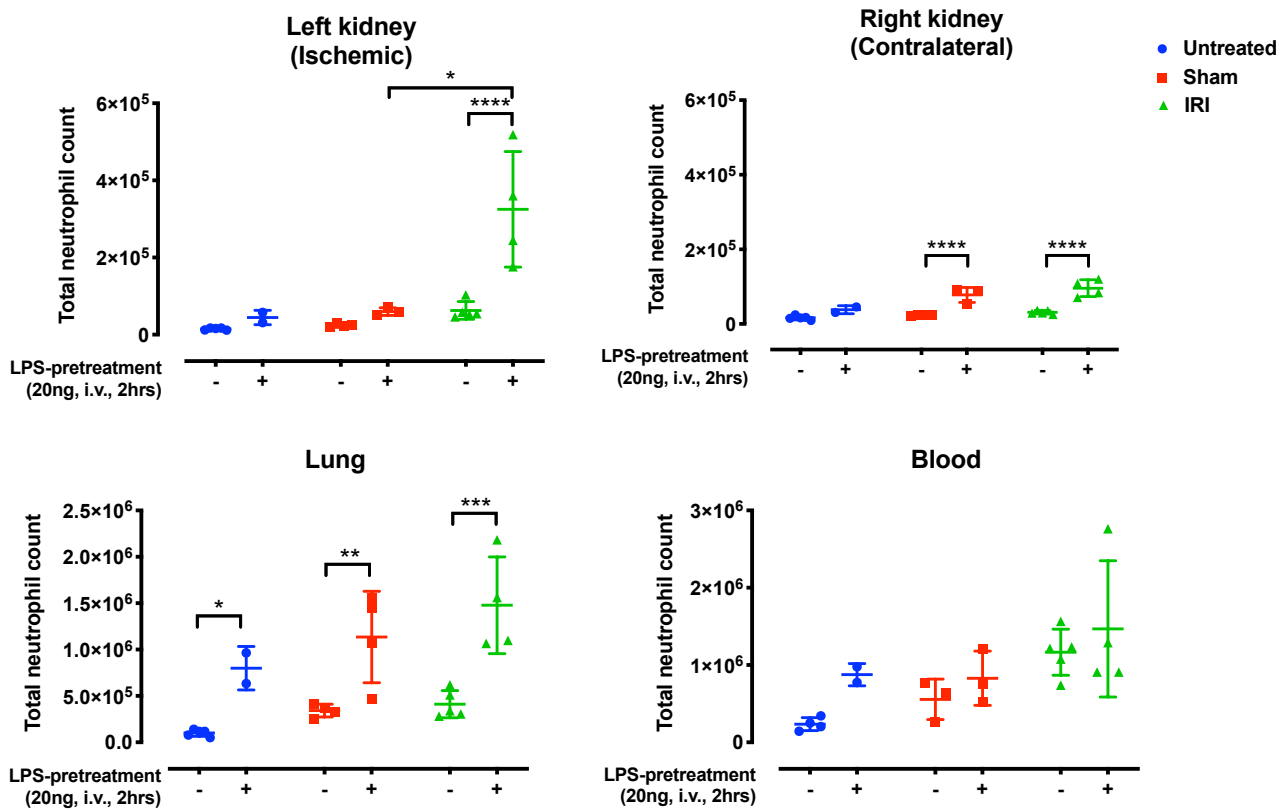 Left kidney
(Ischemic)
Total neutrophil count
6×10⁵
4×10⁵
2×10⁵
0
*
****
LPS-pretreatment
(20ng, i.v., 2hrs)
- + - + - +
Right kidney
(Contralateral)
Total neutrophil count
6×10⁵
4×10⁵
2×10⁵
0
****
****
LPS-pretreatment
(20ng, i.v., 2hrs)
- + - + - +
Untreated
Sham
IRI
Lung
Total neutrophil count
2.5×10⁶
2.0×10⁶
1.5×10⁶
1.0×10⁶
5.0×10⁵
0.0
*
**
***
LPS-pretreatment
(20ng, i.v., 2hrs)
- + - + - +
Blood
Total neutrophil count
3×10⁶
2×10⁶
1×10⁶
0
LPS-pretreatment
(20ng, i.v., 2hrs)
- + - + - +